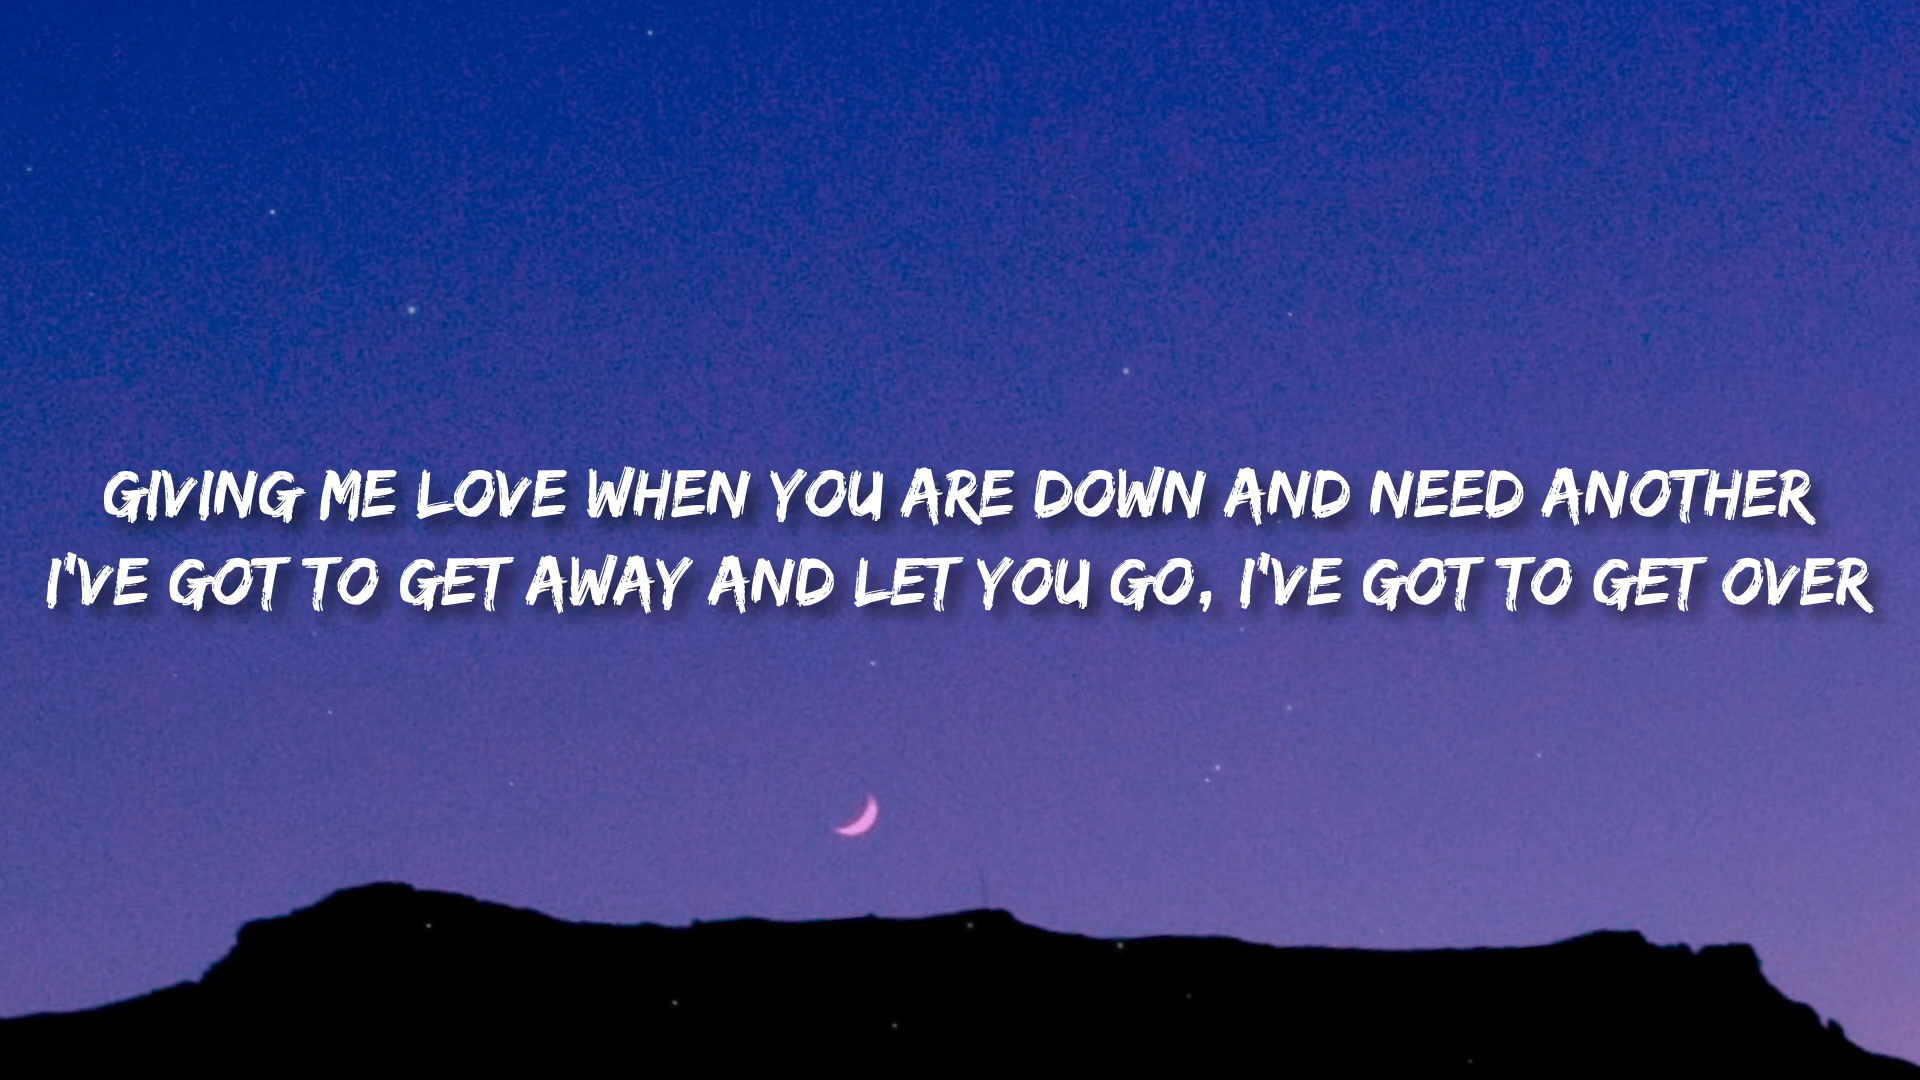 GIVING ME LOVE WHEN YOU ARE DOWN AND NEED ANOTHER
I'VE GOT TO GET AWAY AND LET YOU GO, I'VE GOT TO GET OVER